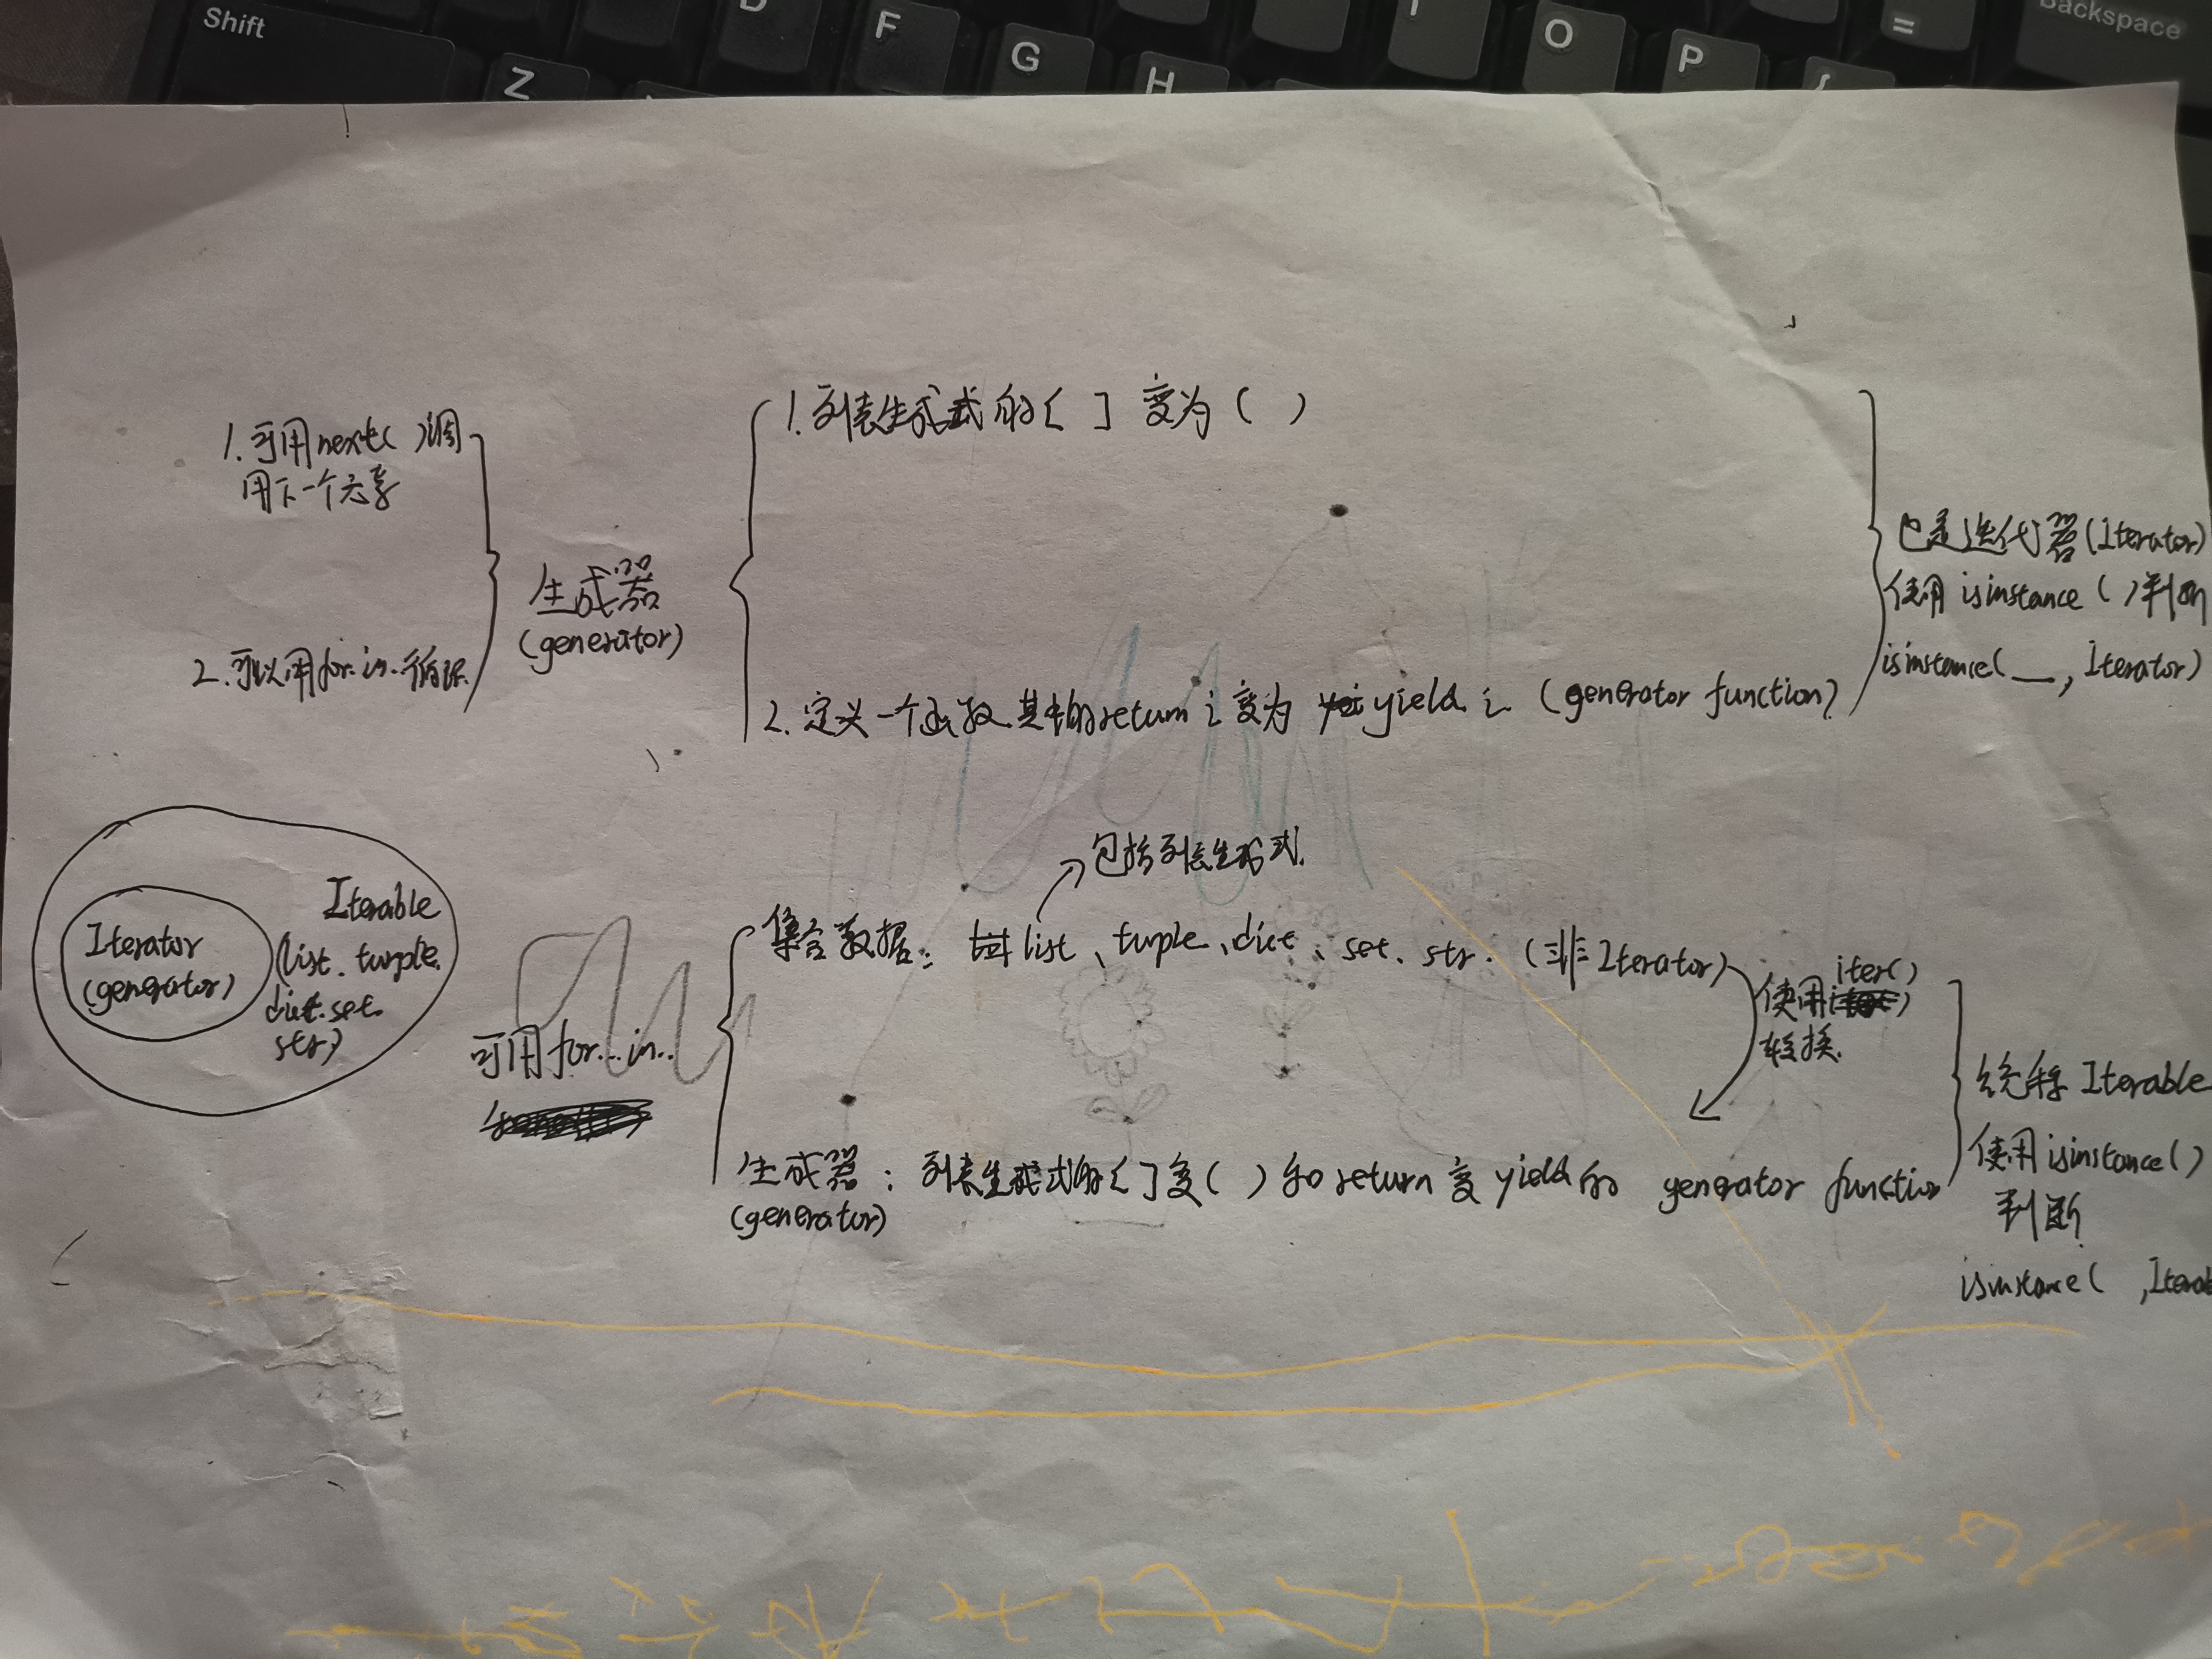 Shift
Z
D
F
G
H
O
P
=
Backspace
1. 可用next( )调
用下一个元素
2. 可以用for..in..循环
生成器
(generator)
1. 列表生成式的[ ] 变为 ( )
2. 定义一个函数其中的return i 变为 yield i (generator function)
也是迭代器(Iterator)
使用 isinstance ( )判断
isinstance( __, Iterator)
Iterator
(generator)
Iterable
(list. turple.
dict.set.
str)
可用for...in..
包括列表生成式.
集合数据: list、turple、dict、set、str. (非Iterator)
使用iter()
转换.
生成器: 列表生成式的[ ]变( ) 和return 变 yield的 generator function
(generator)
统称 Iterable
使用isinstance( )
判断
isinstance( ,Iterab